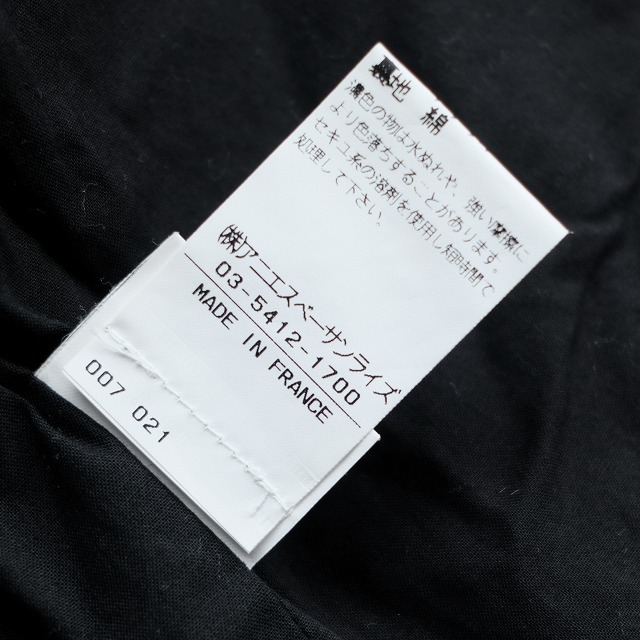 裏地 綿
濃色の物は水ぬれや、強い摩擦に
より色落ちすることがあります。
石油系の溶剤を使用し短時間で
処理して下さい。
(株)アニエスベーサンライズ
03-5412-1700
MADE IN FRANCE
007 021